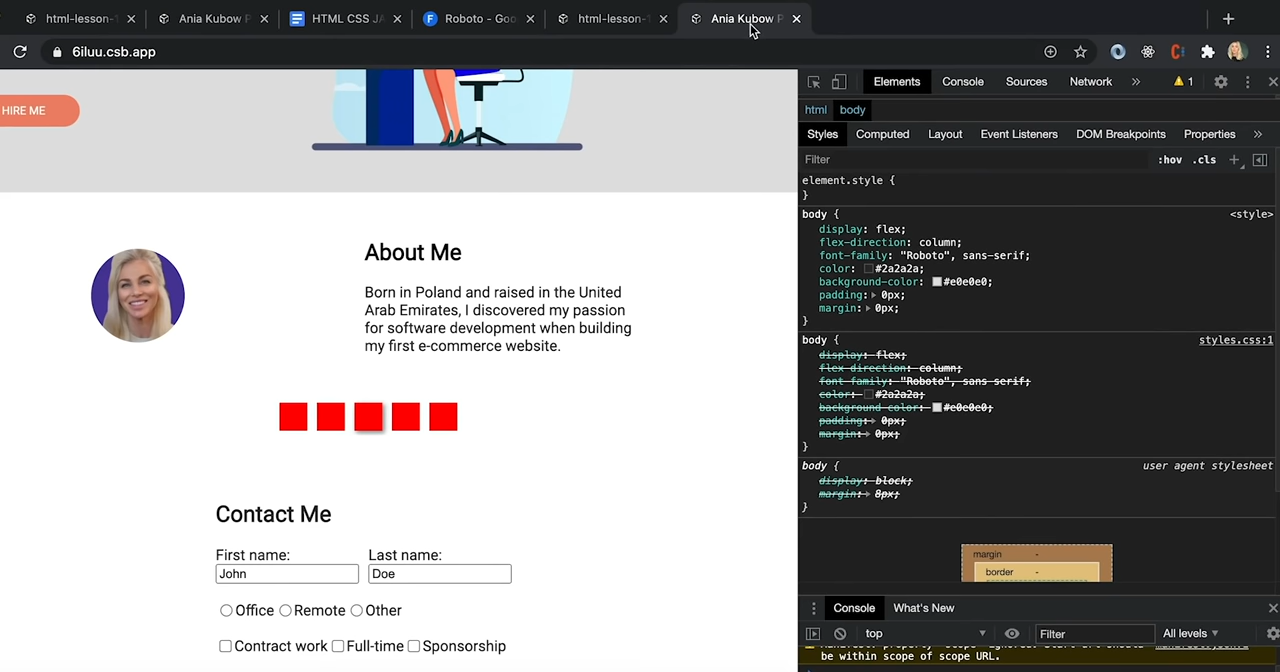 html-lesson-1
Ania Kubow P
HTML CSS JA
Roboto - Goo
html-lesson-1
Ania Kubow P
6iluu.csb.app
HIRE ME
About Me
Born in Poland and raised in the United
Arab Emirates, I discovered my passion
for software development when building
my first e-commerce website.
Contact Me
First name:
Last name:
John
Doe
Office
Remote
Other
Contract work
Full-time
Sponsorship
Elements
Console
Sources
Network
»
1
html
body
Styles
Computed
Layout
Event Listeners
DOM Breakpoints
Properties
»
Filter
:hov
.cls
element.style {
}
body {
<style>
display: flex;
flex-direction: column;
font-family: "Roboto", sans-serif;
color: #2a2a2a;
background-color: #e0e0e0;
padding: 0px;
margin: 0px;
}
body {
styles.css:1
display: flex;
flex-direction: column;
font-family: "Roboto", sans-serif;
color: #2a2a2a;
background-color: #e0e0e0;
padding: 0px;
margin: 0px;
}
body {
user agent stylesheet
display: block;
margin: 8px;
}
margin
-
border
-
Console
What's New
top
Filter
All levels
be within scope of scope URL.